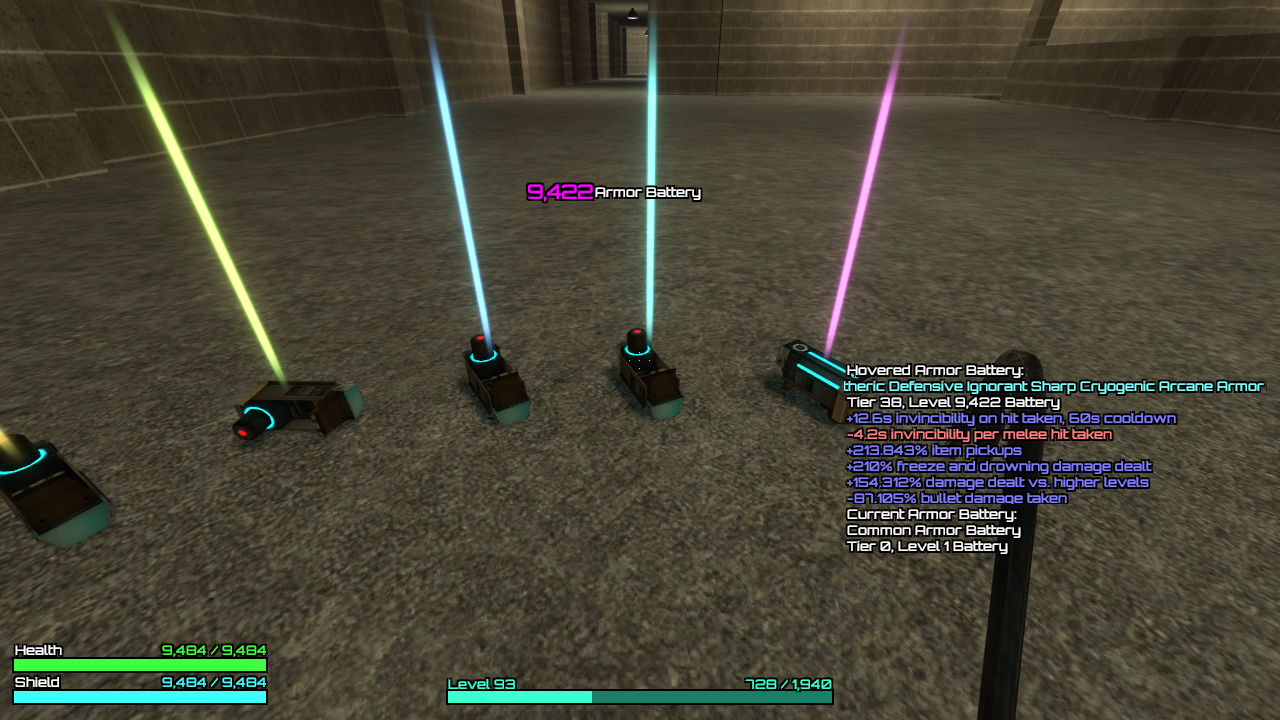 9,422 Armor Battery
Hovered Armor Battery:
theric Defensive Ignorant Sharp Cryogenic Arcane Armor
Tier 38, Level 9,422 Battery
+12.6s invincibility on hit taken, 60s cooldown
-4.2s invincibility per melee hit taken
+213.843% item pickups
+210% freeze and drowning damage dealt
+154.312% damage dealt vs. higher levels
-87.105% bullet damage taken
Current Armor Battery:
Common Armor Battery
Tier 0, Level 1 Battery
Health 9,484 / 9,484
Shield 9,484 / 9,484
Level 93 728 / 1,940